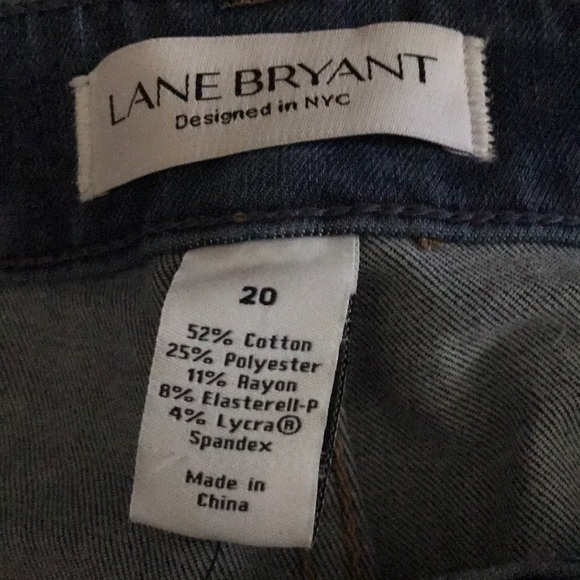 LANE BRYANT
Designed in NYC
20
52% Cotton
25% Polyester
11% Rayon
8% Elasterell-P
4% Lycra®
Spandex
Made in
China